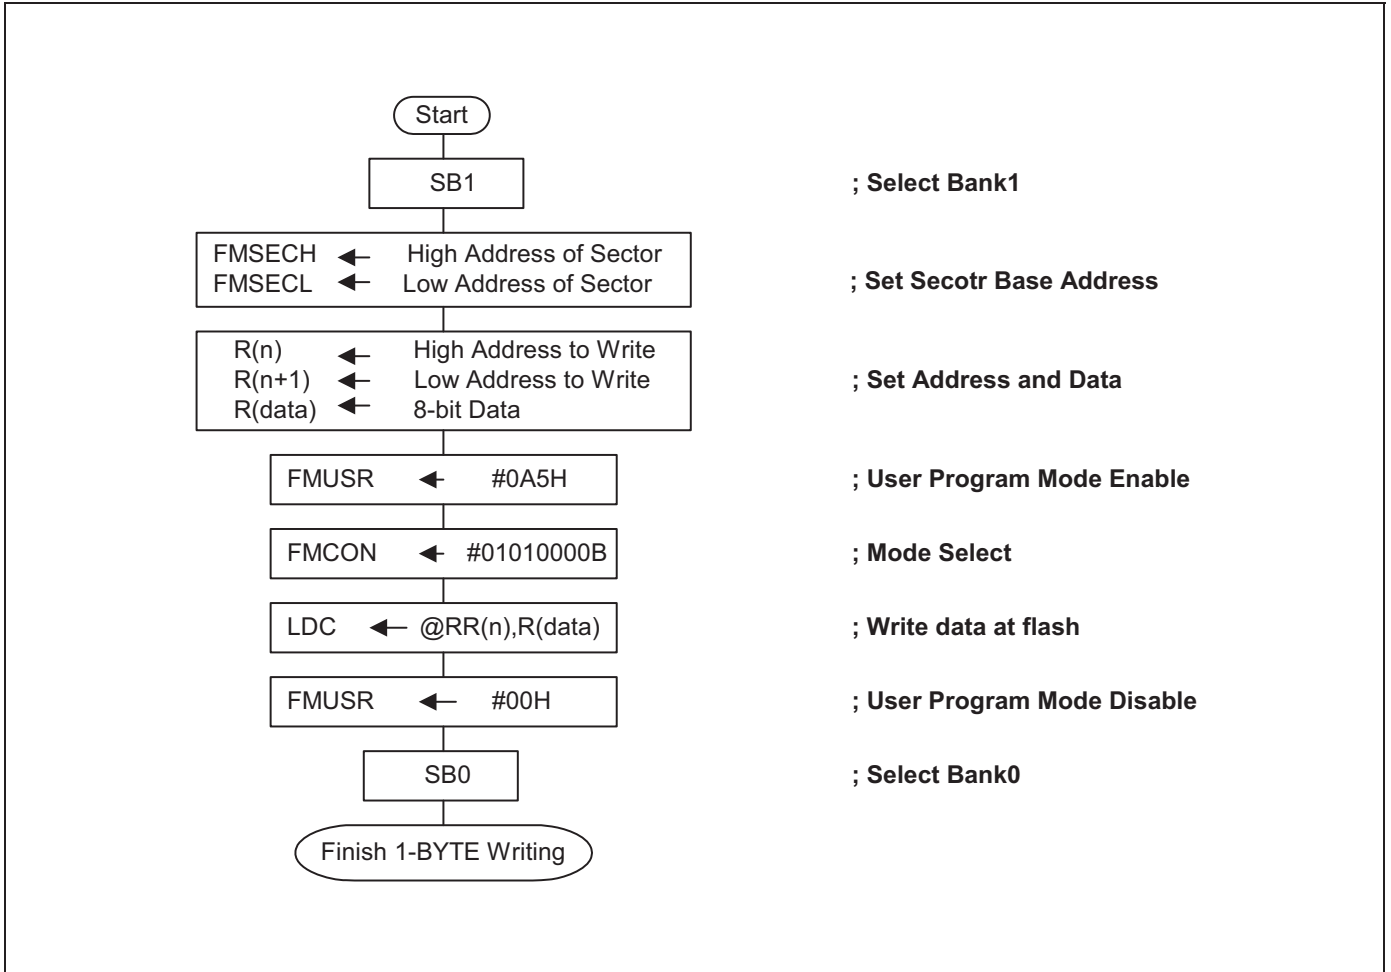 Start
SB1 ; Select Bank1
FMSECH ← High Address of Sector
FMSECL ← Low Address of Sector ; Set Secotr Base Address
R(n) ← High Address to Write
R(n+1) ← Low Address to Write ; Set Address and Data
R(data) ← 8-bit Data
FMUSR ← #0A5H ; User Program Mode Enable
FMCON ← #01010000B ; Mode Select
LDC ← @RR(n),R(data) ; Write data at flash
FMUSR ← #00H ; User Program Mode Disable
SB0 ; Select Bank0
Finish 1-BYTE Writing